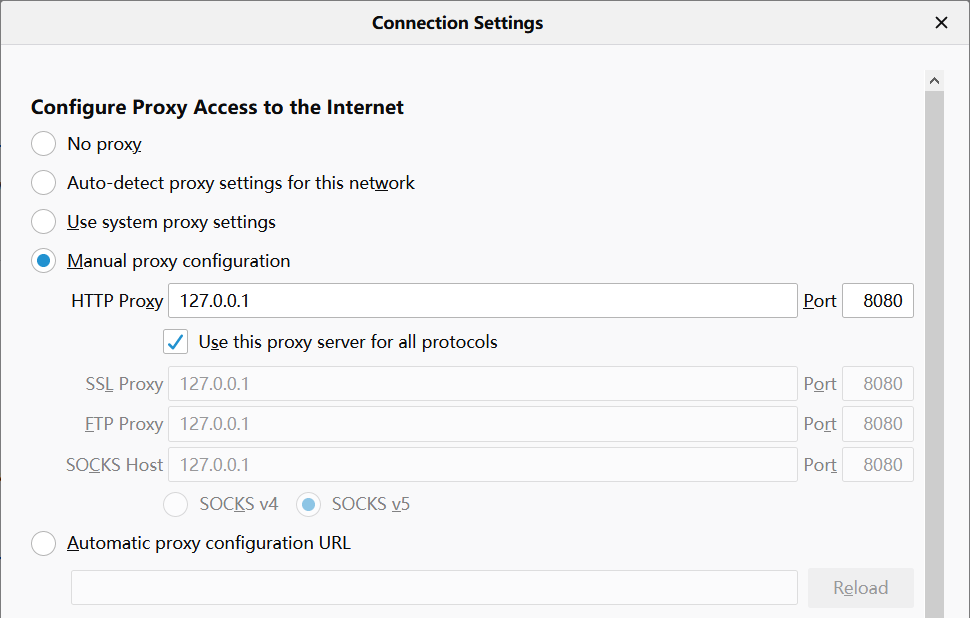 Connection Settings
Configure Proxy Access to the Internet
No proxy
Auto-detect proxy settings for this network
Use system proxy settings
Manual proxy configuration
HTTP Proxy 127.0.0.1 Port 8080
Use this proxy server for all protocols
SSL Proxy 127.0.0.1 Port 8080
FTP Proxy 127.0.0.1 Port 8080
SOCKS Host 127.0.0.1 Port 8080
SOCKS v4 SOCKS v5
Automatic proxy configuration URL
Reload